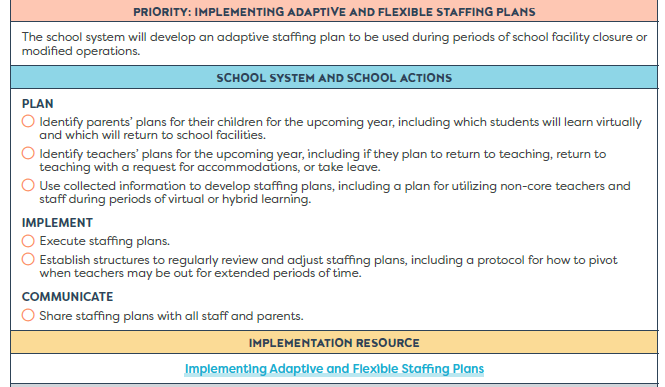 PRIORITY: IMPLEMENTING ADAPTIVE AND FLEXIBLE STAFFING PLANS
The school system will develop an adaptive staffing plan to be used during periods of school facility closure or
modified operations.
SCHOOL SYSTEM AND SCHOOL ACTIONS
PLAN
Identify parents' plans for their children for the upcoming year, including which students will learn virtually
and which will return to school facilities.
Identify teachers' plans for the upcoming year, including if they plan to return to teaching, return to
teaching with a request for accommodations, or take leave.
Use collected information to develop staffing plans, including a plan for utilizing non-core teachers and
staff during periods of virtual or hybrid learning.
IMPLEMENT
Execute staffing plans.
Establish structures to regularly review and adjust staffing plans, including a protocol for how to pivot
when teachers may be out for extended periods of time.
COMMUNICATE
Share staffing plans with all staff and parents.
IMPLEMENTATION RESOURCE
Implementing Adaptive and Flexible Staffing Plans